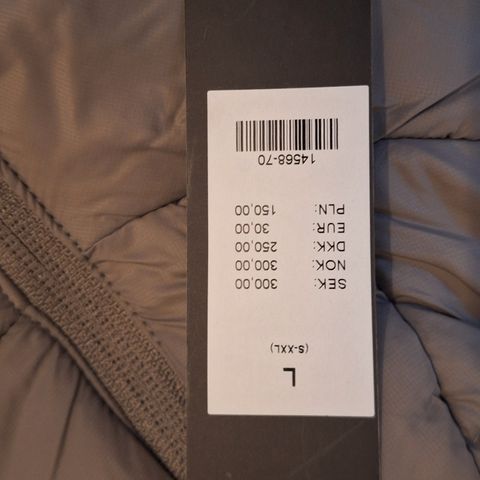 L
(S-XXL)
SEK: 300,00
NOK: 300,00
DKK: 250,00
EUR: 30,00
PLN: 150,00
14568-70